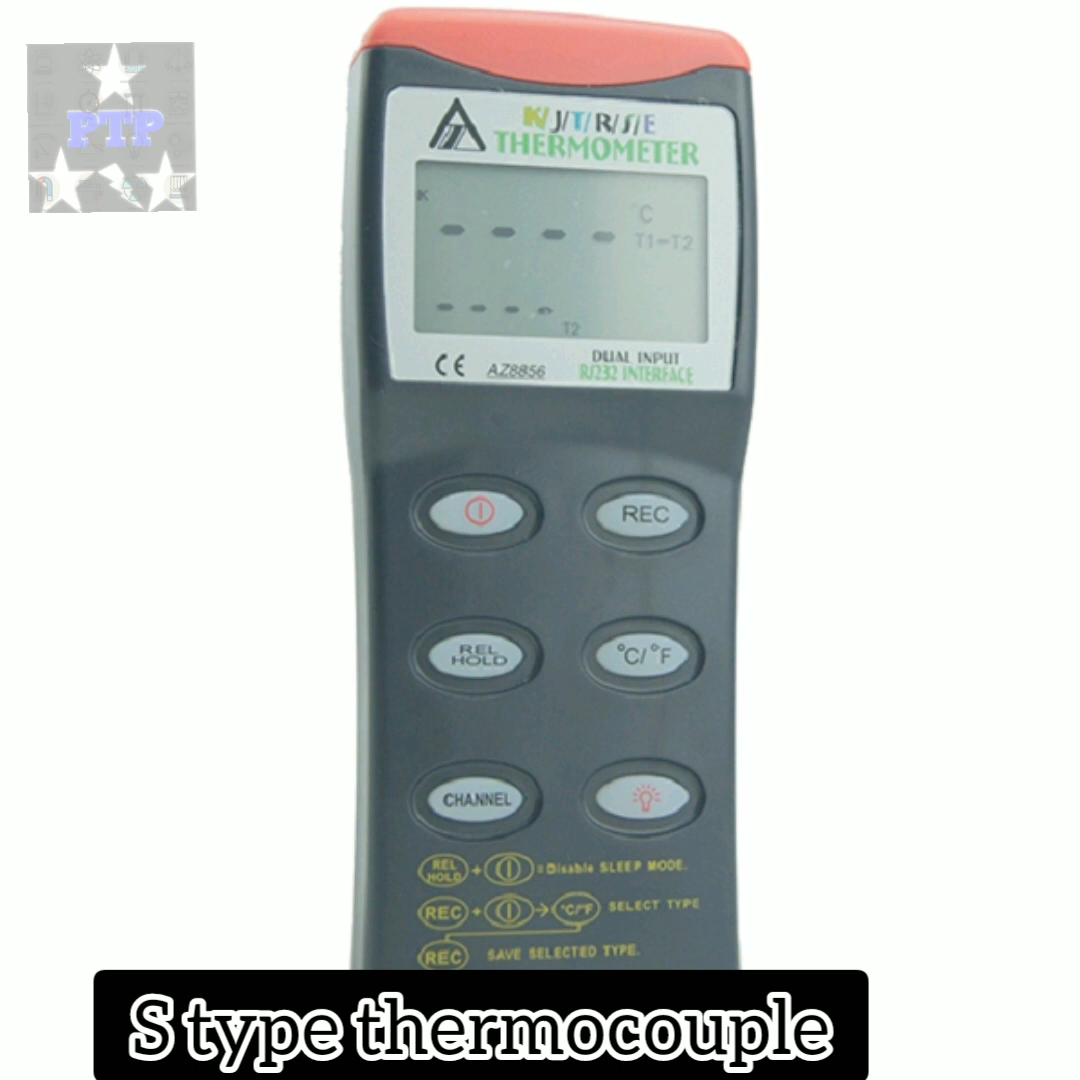 PTP
K/J/T/R/S/E
THERMOMETER
K
°C
T1-T2
T2
CE AZ8856
DUAL INPUT
RS232 INTERFACE
REC
REL
HOLD
°C/°F
CHANNEL
REL
HOLD + = Disable SLEEP MODE.
REC + → °C/°F SELECT TYPE
REC SAVE SELECTED TYPE.
S type thermocouple